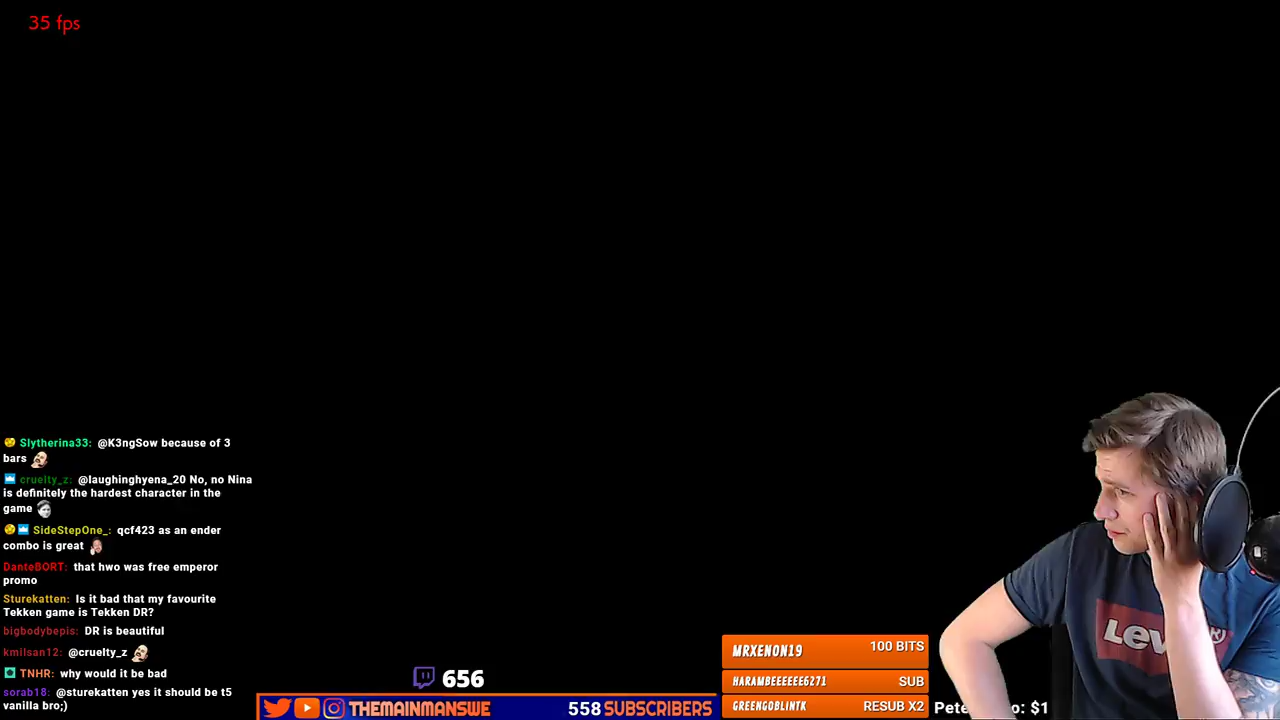 35 fps
Slytherina33: @K3ngSow because of 3
bars
cruelty_z: @laughinghyena_20 No, no Nina
is definitely the hardest character in the
game
SideStepOne_: qcf423 as an ender
combo is great
DanteBORT: that hwo was free emperor
promo
Sturekatten: Is it bad that my favourite
Tekken game is Tekken DR?
bigbodybepis: DR is beautiful
kmilsan12: @cruelty_z
TNHR: why would it be bad
sorab18: @sturekatten yes it should be t5
vanilla bro;)
656
THEMAINMANSWE
558 SUBSCRIBERS
MRXENON19 100 BITS
HARAMBEEEEEE6271 SUB
GREENGOBLINTK RESUB X2
$1
Lev ®